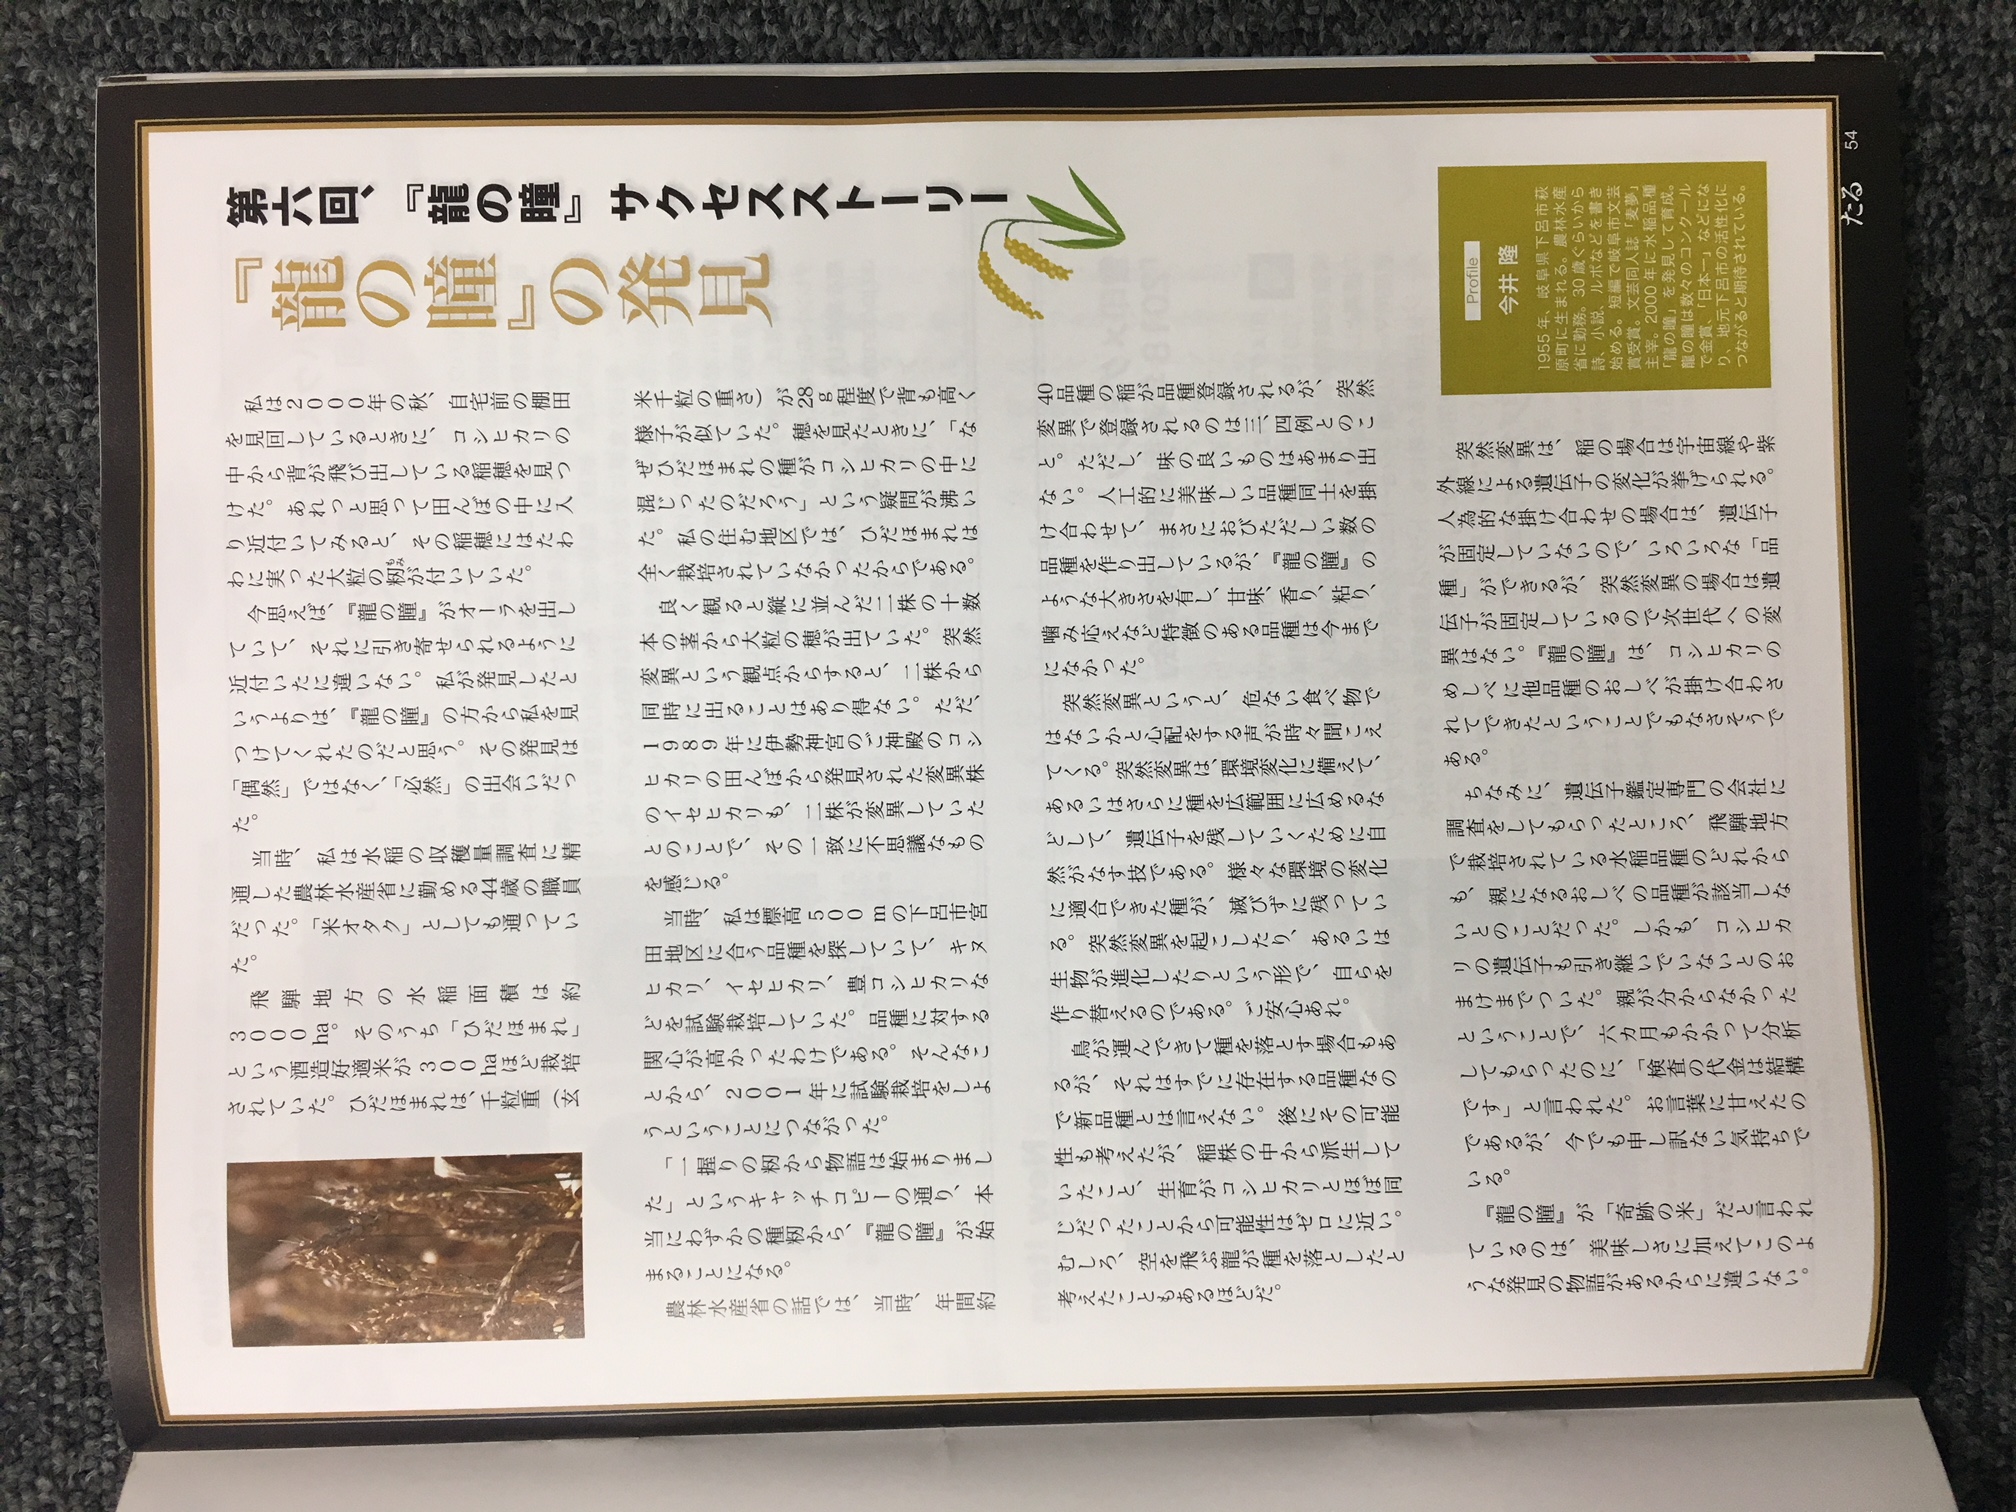 第六回、『龍の瞳』サクセスストーリー
『龍の瞳』の発見
私は２０００年の秋、自宅前の棚田
を見回しているときに、コシヒカリの
中から背が飛び出している稲穂を見つ
けた。あれっと思って田んぼの中に入
り近付いてみると、その稲穂にはたわ
わに実った大粒の籾が付いていた。
もみ
今思えば、『龍の瞳』がオーラを出し
ていて、それに引き寄せられるように
近付いたに違いない。私が発見したと
いうよりは、『龍の瞳』の方から私を見
つけてくれたのだと思う。その発見は
「偶然」ではなく、「必然」の出会いだっ
た。
当時、私は水稲の収穫量調査に精
通した農林水産省に勤める44歳の職員
だった。「米オタク」としても通ってい
た。
飛騨地方の水稲面積は約
３０００ha。そのうち「ひだほまれ」
という酒造好適米が３００haほど栽培
されていた。ひだほまれは、千粒重（玄
米千粒の重さ）が28ｇ程度で背も高く
様子が似ていた。穂を見たときに、「な
ぜひだほまれの種がコシヒカリの中に
混じったのだろう」という疑問が沸い
た。私の住む地区では、ひだほまれは
全く栽培されていなかったからである。
良く観ると縦に並んだ二株の十数
本の茎から大粒の穂が出ていた。突然
変異という観点からすると、二株から
同時に出ることはあり得ない。ただ、
１９８９年に伊勢神宮のご神殿のコシ
ヒカリの田んぼから発見された変異株
のイセヒカリも、二株が変異していた
とのことで、その一致に不思議なもの
を感じる。
当時、私は標高５００ｍの下呂市宮
田地区に合う品種を探していて、キヌ
ヒカリ、イセヒカリ、豊コシヒカリな
どを試験栽培していた。品種に対する
関心が高かったわけである。そんなこ
とから、２００１年に試験栽培をしよ
うということにつながった。
「一握りの籾から物語は始まりまし
た」というキャッチコピーの通り、本
当にわずかの種籾から、『龍の瞳』が始
まることになる。
農林水産省の話では、当時、年間約
40品種の稲が品種登録されるが、突然
変異で登録されるのは三、四例とのこ
と。ただし、味の良いものはあまり出
ない。人工的に美味しい品種同士を掛
け合わせて、まさにおびただしい数の
品種を作り出しているが、『龍の瞳』の
ような大きさを有し、甘味、香り、粘り、
噛み応えなど特徴のある品種は今まで
になかった。
突然変異というと、危ない食べ物で
はないかと心配をする声が時々聞こえ
てくる。突然変異は、環境変化に備えて、
あるいはさらに種を広範囲に広めるな
どして、遺伝子を残していくために自
然がなす技である。様々な環境の変化
に適合できた種が、滅びずに残ってい
る。突然変異を起こしたり、あるいは
生物が進化したりという形で、自らを
作り替えるのである。ご安心あれ。
鳥が運んできて種を落とす場合もあ
るが、それはすでに存在する品種なの
で新品種とは言えない。後にその可能
性も考えたが、稲株の中から派生して
いたこと、生育がコシヒカリとほぼ同
じだったことから可能性はゼロに近い。
むしろ、空を飛ぶ龍が種を落としたと
考えたこともあるほどだ。
突然変異は、稲の場合は宇宙線や紫
外線による遺伝子の変化が挙げられる。
人為的な掛け合わせの場合は、遺伝子
が固定していないので、いろいろな「品
種」ができるが、突然変異の場合は遺
伝子が固定しているので次世代への変
異はない。『龍の瞳』は、コシヒカリの
めしべに他品種のおしべが掛け合わさ
れてできたということでもなさそうで
ある。
ちなみに、遺伝子鑑定専門の会社に
調査をしてもらったところ、飛騨地方
で栽培されている水稲品種のどれから
も、親になるおしべの品種が該当しな
いとのことだった。しかも、コシヒカ
リの遺伝子も引き継いでいないとのお
まけまでついた。親が分からなかった
ということで、六カ月もかかって分析
してもらったのに、「検査の代金は結構
です」と言われた。お言葉に甘えたの
であるが、今でも申し訳ない気持ちで
いる。
『龍の瞳』が「奇跡の米」だと言われ
ているのは、美味しさに加えてこのよ
うな発見の物語があるからに違いない。
Profile
今井 隆
1955年、岐阜県下呂市萩
原町に生まれる。農林水産
省に勤務。30歳ぐらいから
詩、小説、ルポなどを書き
始める。短編で岐阜市文芸
賞受賞。文芸同人誌「麦夢」
主宰。2000年に水稲品種
「龍の瞳」を発見して育成。
龍の瞳は数々のコンクール
で金賞、「日本一」などにな
り、地元下呂市の活性化に
つながると期待されている。
たる 54